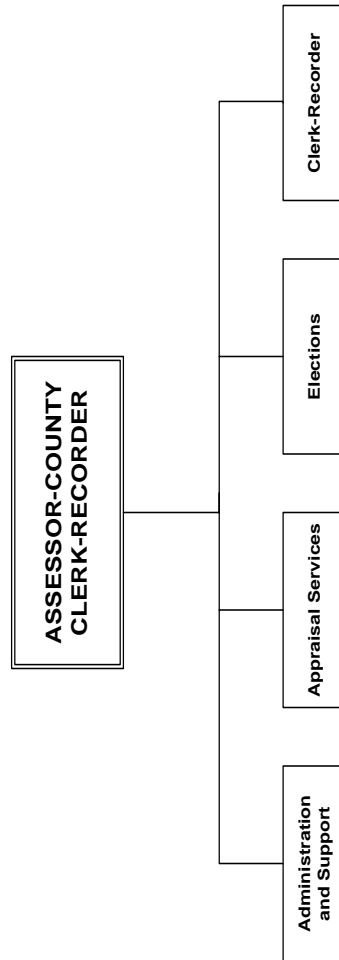 ASSESSOR-COUNTY
CLERK-RECORDER
Administration
and Support
Appraisal Services
Elections
Clerk-Recorder